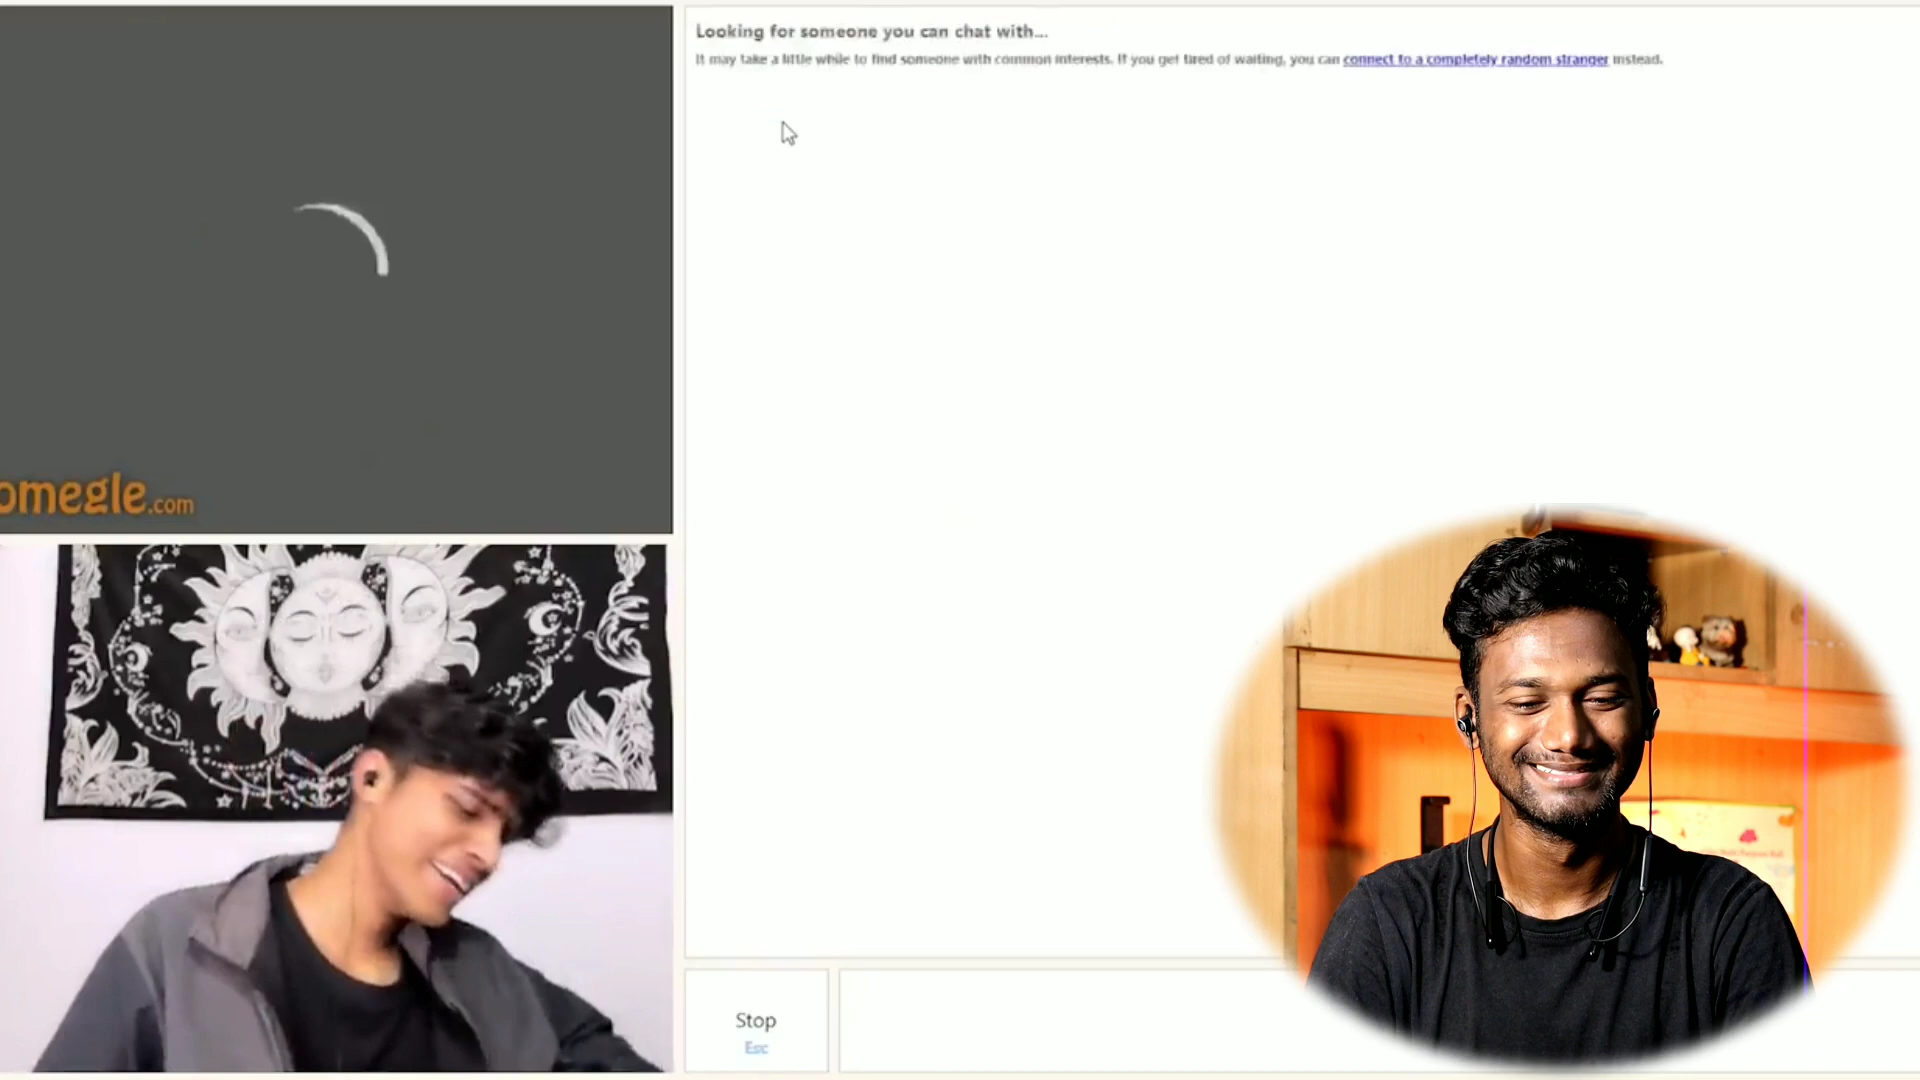 Looking for someone you can chat with...
It may take a little while to find someone with common interests. If you get tired of waiting, you can connect to a completely random stranger instead.
omegle.com
Stop
Esc